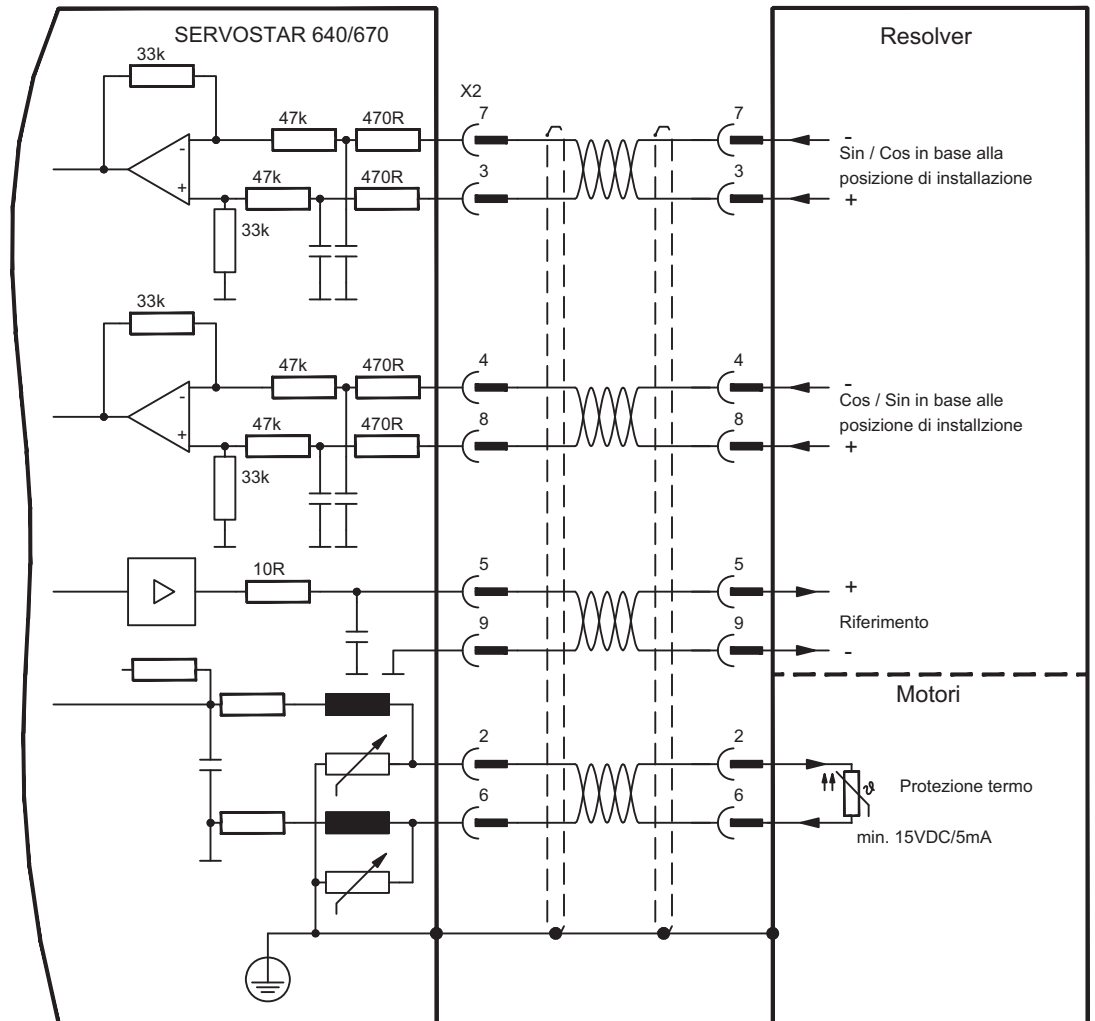 SERVOSTAR 640/670
Resolver
33k
X2
47k
470R
7
7
-
-
Sin / Cos in base alla
posizione di installazione
+
47k
470R
3
3
+
33k
33k
47k
470R
4
4
-
-
Cos / Sin in base alle
posizione di installzione
+
47k
470R
8
8
+
33k
10R
5
5
+
Riferimento
9
9
-
Motori
2
2
ϑ
Protezione termo
6
6
min. 15VDC/5mA